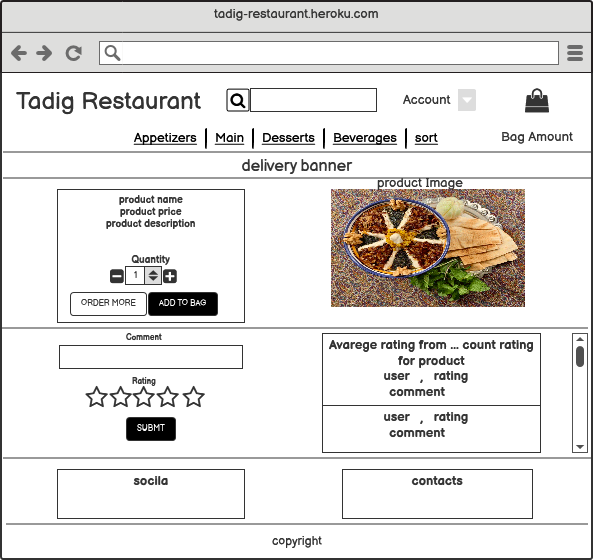 tadig-restaurant.heroku.com
Tadig Restaurant
Account
Appetizers
Main
Desserts
Beverages
sort
Bag Amount
delivery banner
product name
product price
product description
Quantity
1
ORDER MORE
ADD TO BAG
product Image
Comment
Rating
SUBMT
Avarege rating from ... count rating
for product
user , rating
comment
user , rating
comment
socila
contacts
copyright